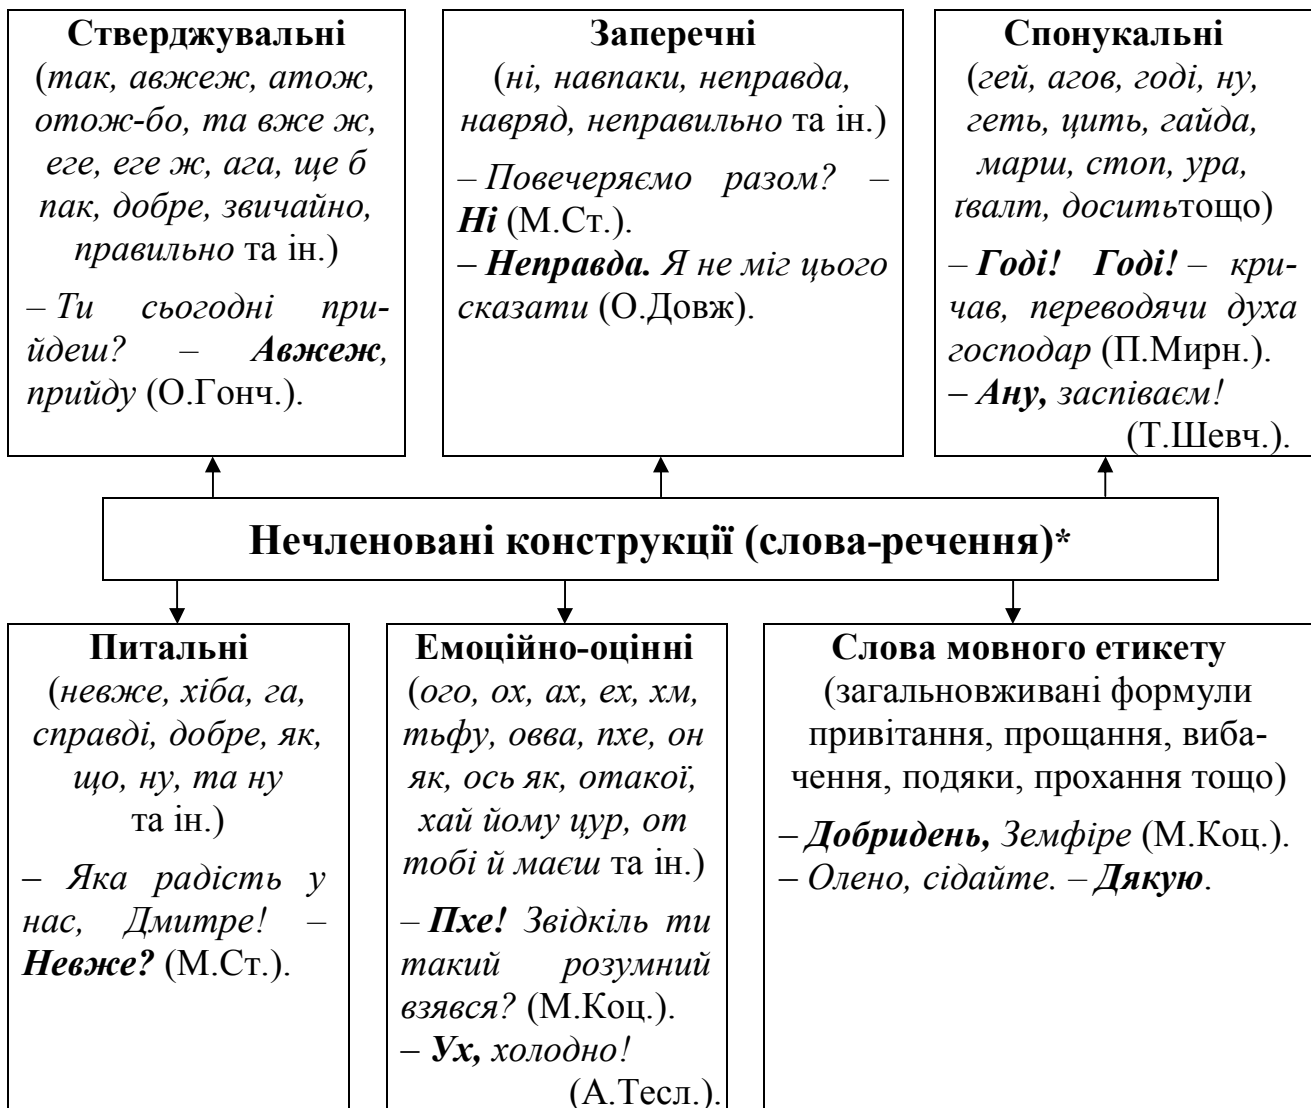 Стверджувальні
(так, авжеж, атож,
отож-бо, та вже ж,
еге, еге ж, ага, ще б
пак, добре, звичайно,
правильно та ін.)
– Ти сьогодні при-
йдеш? – Авжеж,
прийду (О.Гонч.).
Заперечні
(ні, навпаки, неправда,
навряд, неправильно та ін.)
– Повечеряємо разом? –
Ні (М.Ст.).
– Неправда. Я не міг цього
сказати (О.Довж).
Спонукальні
(гей, агов, годі, ну,
геть, цить, гайда,
марш, стоп, ура,
ґвалт, доситьтощо)
– Годі! Годі! – кри-
чав, переводячи духа
господар (П.Мирн.).
– Ану, заспіваєм!
(Т.Шевч.).
Нечленовані конструкції (слова-речення)*
Питальні
(невже, хіба, га,
справді, добре, як,
що, ну, та ну
та ін.)
– Яка радість у
нас, Дмитре! –
Невже? (М.Ст.).
Емоційно-оцінні
(ого, ох, ах, ех, хм,
тьфу, овва, пхе, он
як, ось як, отакої,
хай йому цур, от
тобі й маєш та ін.)
– Пхе! Звідкіль ти
такий розумний
взявся? (М.Коц.).
– Ух, холодно!
(А.Тесл.).
Слова мовного етикету
(загальновживані формули
привітання, прощання, виба-
чення, подяки, прохання тощо)
– Добридень, Земфіре (М.Коц.).
– Олено, сідайте. – Дякую.